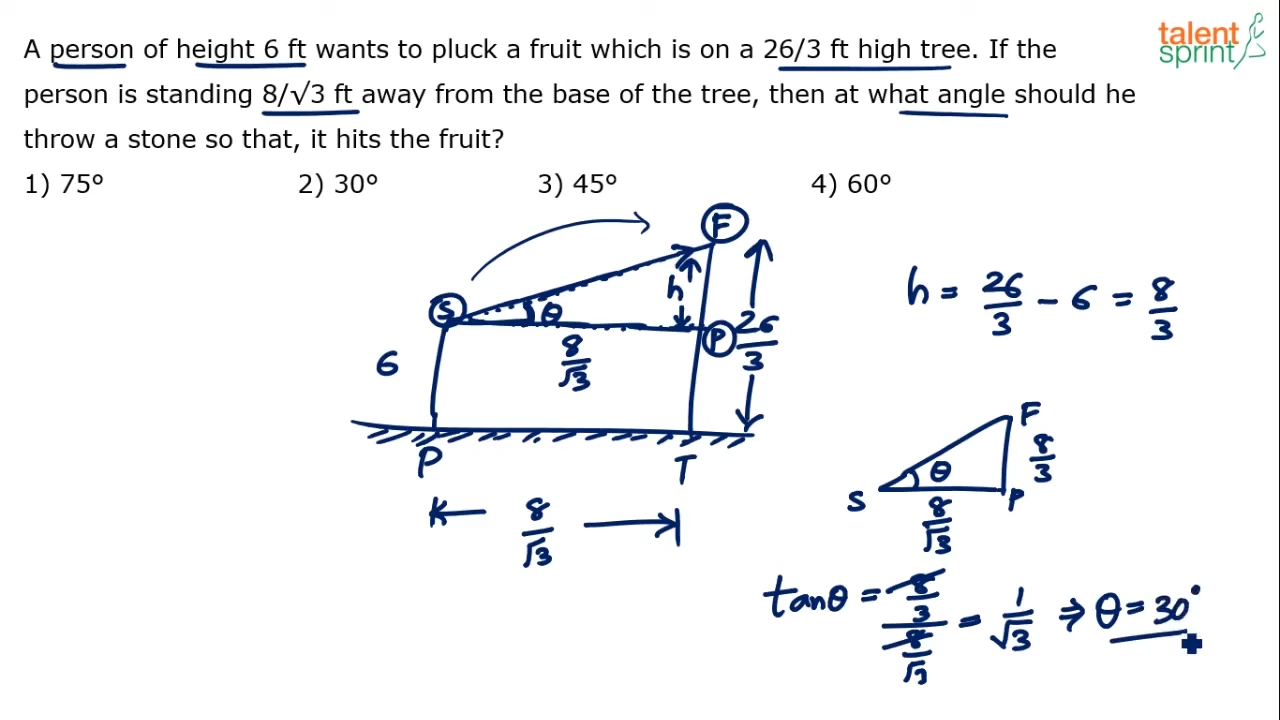 talent
sprint
A person of height 6 ft wants to pluck a fruit which is on a 26/3 ft high tree. If the
person is standing 8/√3 ft away from the base of the tree, then at what angle should he
throw a stone so that, it hits the fruit?
1) 75º 2) 30º 3) 45º 4) 60º
F
h
S θ
P 26/3
6 8/√3
P T
8/√3
h = 26/3 - 6 = 8/3
F
8/3
θ
S P
8/√3
tanθ = (8/3)/(8/√3) = 1/√3 ⇒ θ = 30°